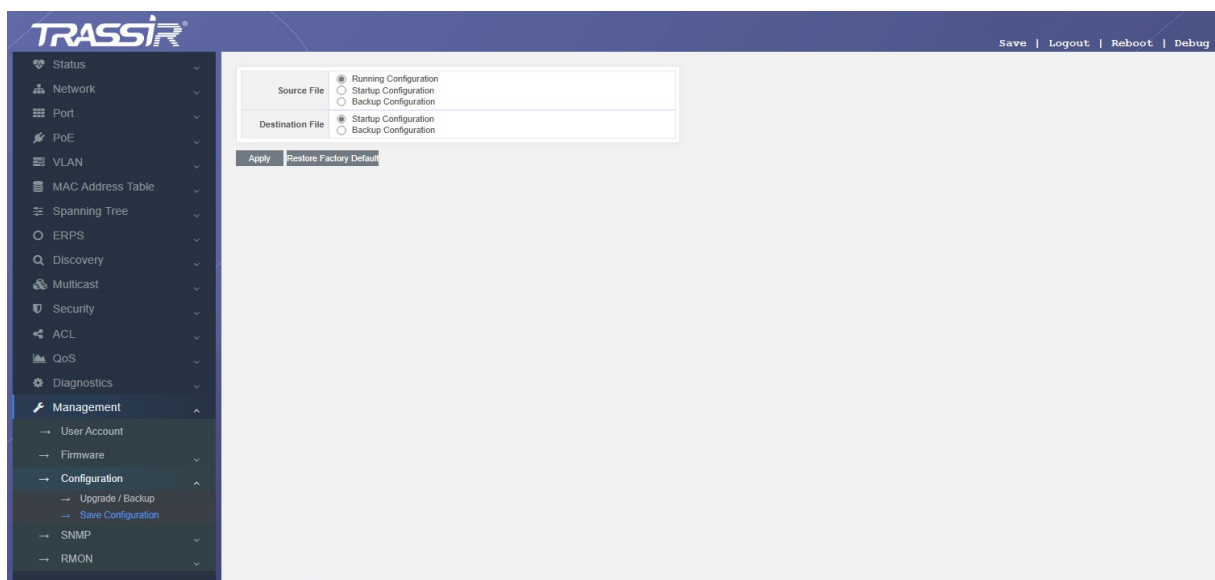 TRASSIR®
Save | Logout | Reboot | Debug
Status
Network
Port
PoE
VLAN
MAC Address Table
Spanning Tree
ERPS
Discovery
Multicast
Security
ACL
QoS
Diagnostics
Management
→ User Account
→ Firmware
→ Configuration
→ Upgrade / Backup
→ Save Configuration
→ SNMP
→ RMON
Source File
Running Configuration
Startup Configuration
Backup Configuration
Destination File
Startup Configuration
Backup Configuration
Apply
Restore Factory Default